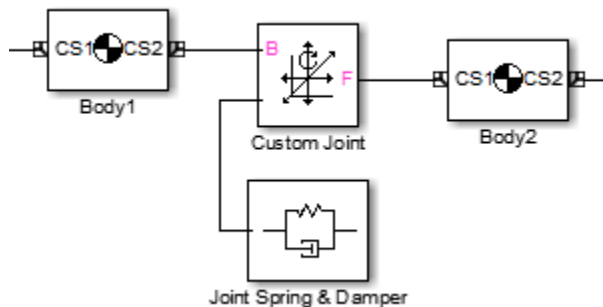 CS1 CS2
Body1
B
F
Custom Joint
CS1 CS2
Body2
Joint Spring & Damper